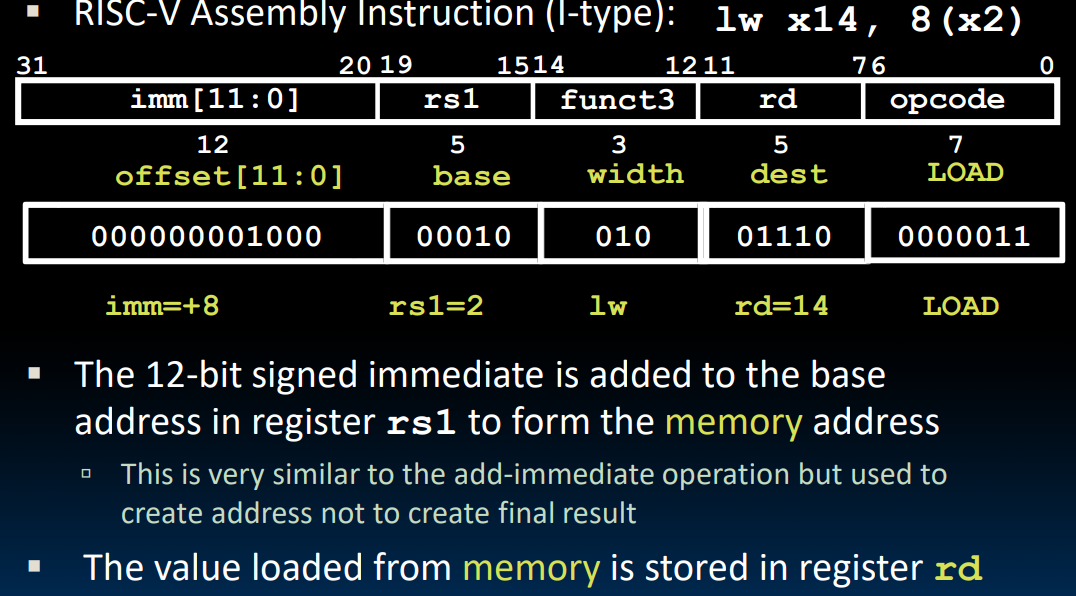 ▪ RISC-V Assembly Instruction (I-type): lw x14, 8(x2)
31 20 19 15 14 12 11 7 6 0
imm[11:0] rs1 funct3 rd opcode
12 5 3 5 7
offset[11:0] base width dest LOAD
000000001000 00010 010 01110 0000011
imm=+8 rs1=2 lw rd=14 LOAD
▪ The 12-bit signed immediate is added to the base
address in register rs1 to form the memory address
▫ This is very similar to the add-immediate operation but used to
create address not to create final result
▪ The value loaded from memory is stored in register rd